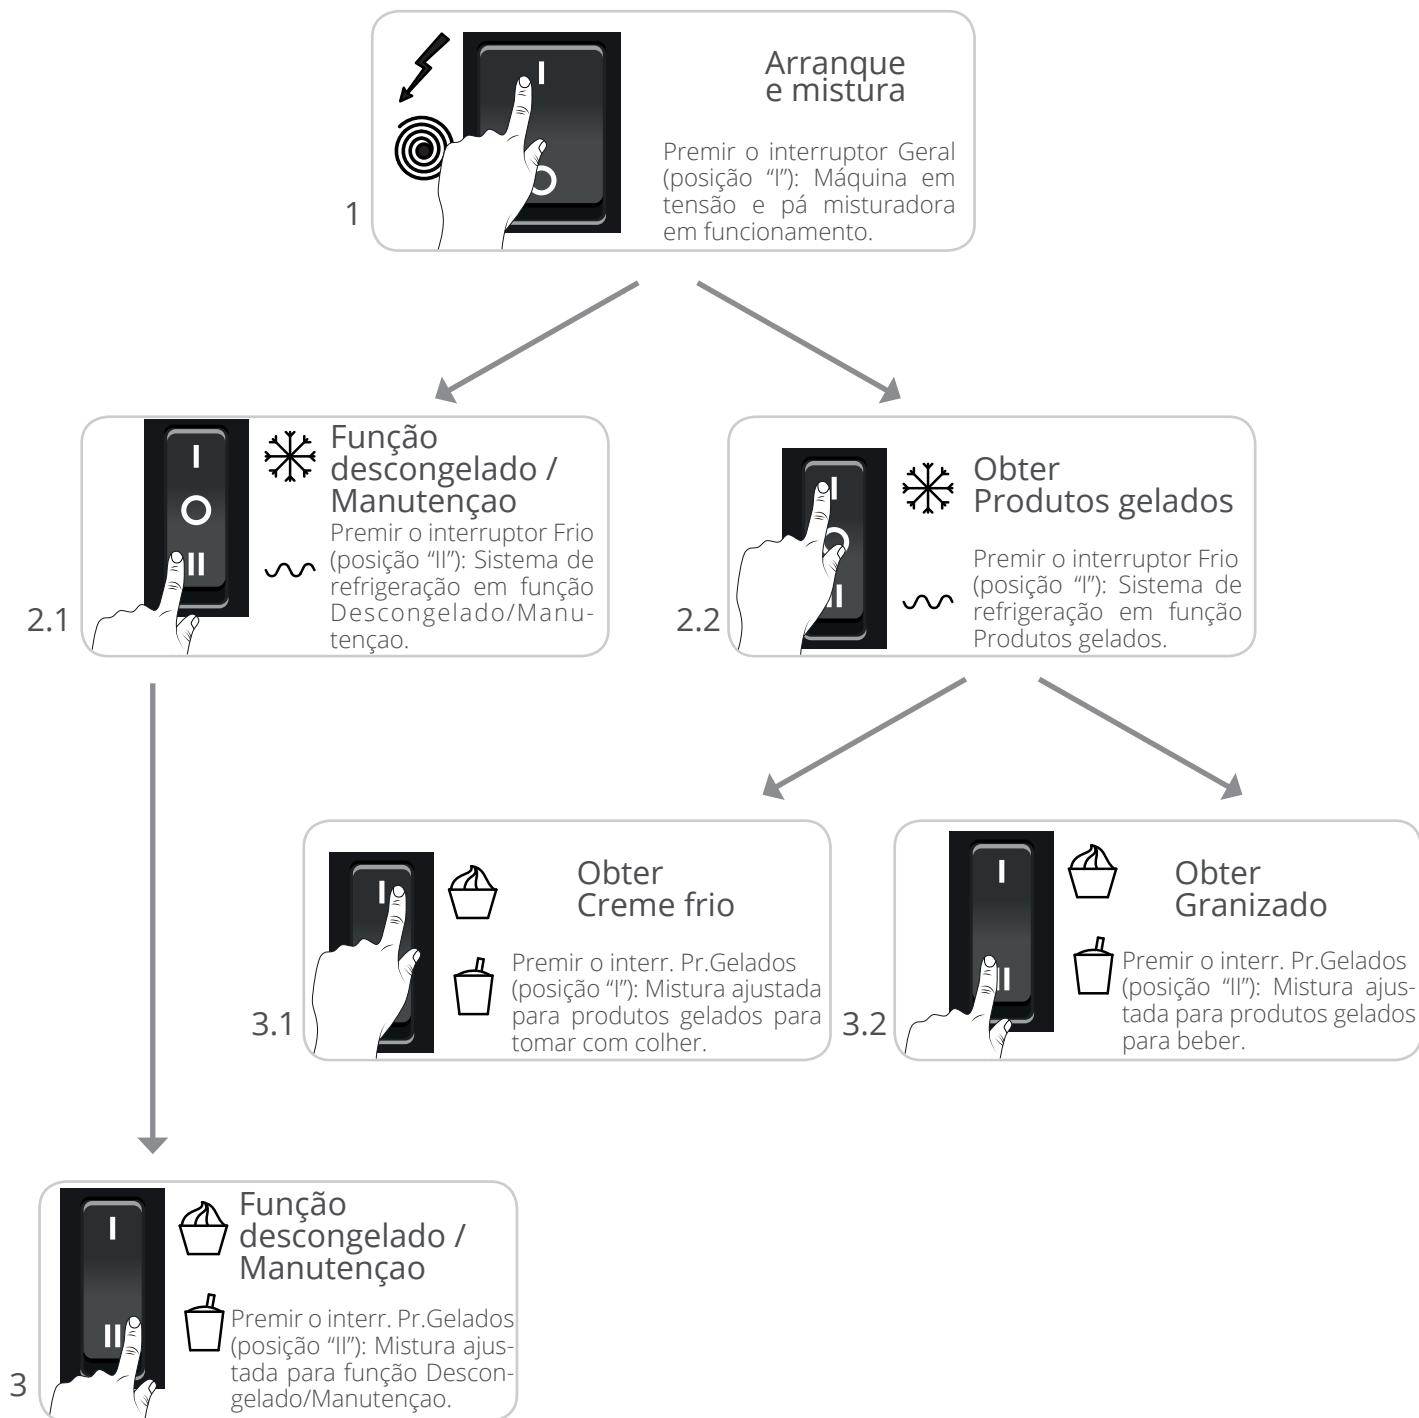 Arranque
e mistura
Premir o interruptor Geral
(posição “I”): Máquina em
tensão e pá misturadora
em funcionamento.
1
I
O
Função
descongelado /
Manutençao
Premir o interruptor Frio
(posição “II”): Sistema de
refrigeração em função
Descongelado/Manu-
tençao.
2.1
I
O
II
Obter
Produtos gelados
Premir o interruptor Frio
(posição “I”): Sistema de
refrigeração em função
Produtos gelados.
2.2
I
O
II
Obter
Creme frio
Premir o interr. Pr.Gelados
(posição “I”): Mistura ajustada
para produtos gelados para
tomar com colher.
3.1
I
Obter
Granizado
Premir o interr. Pr.Gelados
(posição “II”): Mistura ajus-
tada para produtos gelados
para beber.
3.2
I
II
Função
descongelado /
Manutençao
Premir o interr. Pr.Gelados
(posição “II”): Mistura ajus-
tada para função Descon-
gelado/Manutençao.
3
I
II